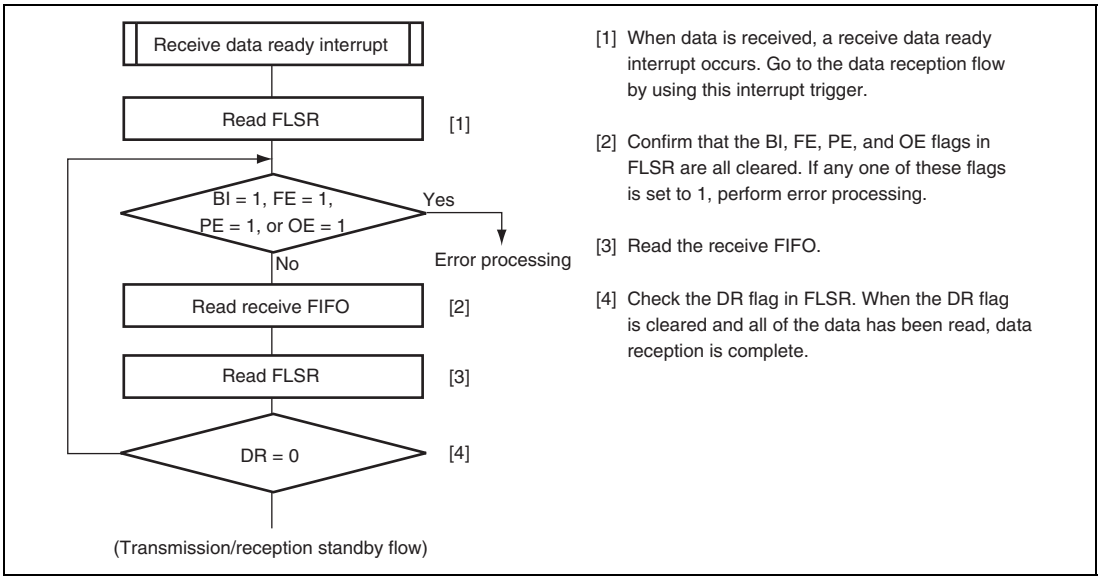 Receive data ready interrupt
Read FLSR
[1]
BI = 1, FE = 1,
PE = 1, or OE = 1
Yes
Error processing
No
Read receive FIFO
[2]
Read FLSR
[3]
DR = 0
[4]
(Transmission/reception standby flow)
[1] When data is received, a receive data ready
interrupt occurs. Go to the data reception flow
by using this interrupt trigger.
[2] Confirm that the BI, FE, PE, and OE flags in
FLSR are all cleared. If any one of these flags
is set to 1, perform error processing.
[3] Read the receive FIFO.
[4] Check the DR flag in FLSR. When the DR flag
is cleared and all of the data has been read, data
reception is complete.